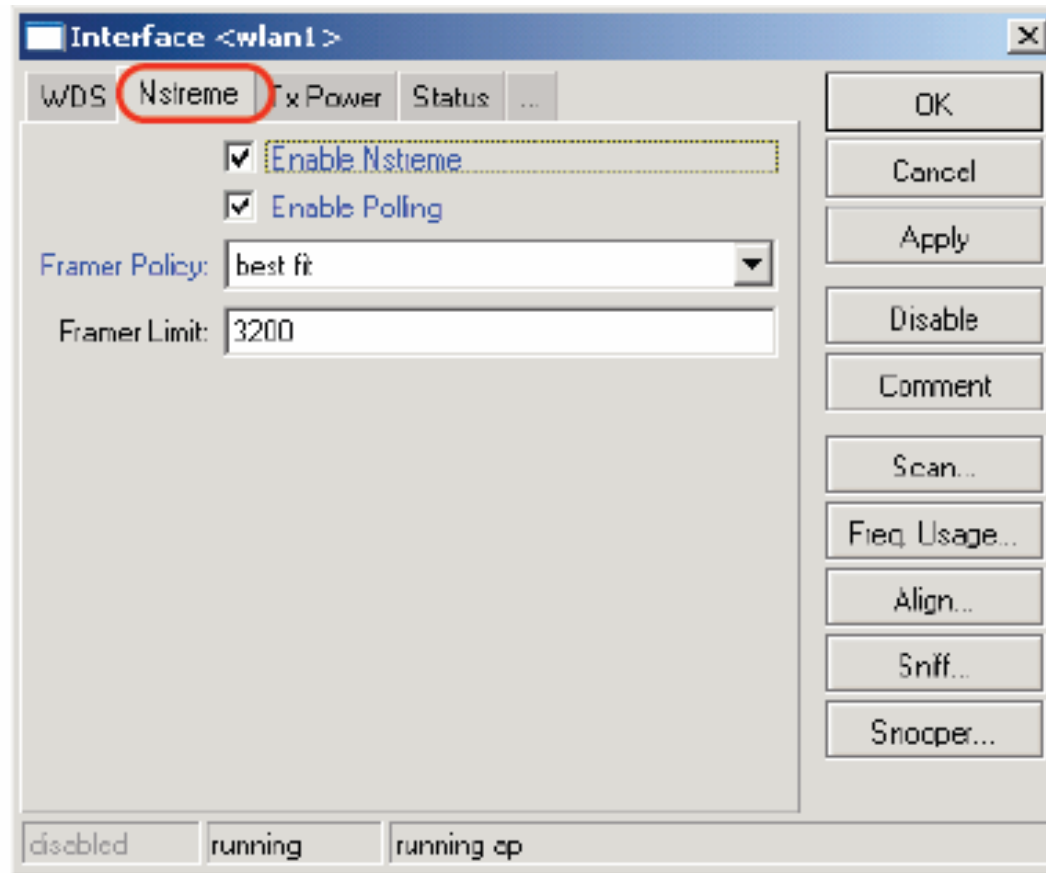 Interface <wlan1>
WDS Nstreme Tx Power Status ...
Enable Nstreme
Enable Polling
Framer Policy: best fit
Framer Limit: 3200
OK
Cancel
Apply
Disable
Comment
Scan...
Freq. Usage...
Align...
Sniff...
Snooper...
disabled running running ap